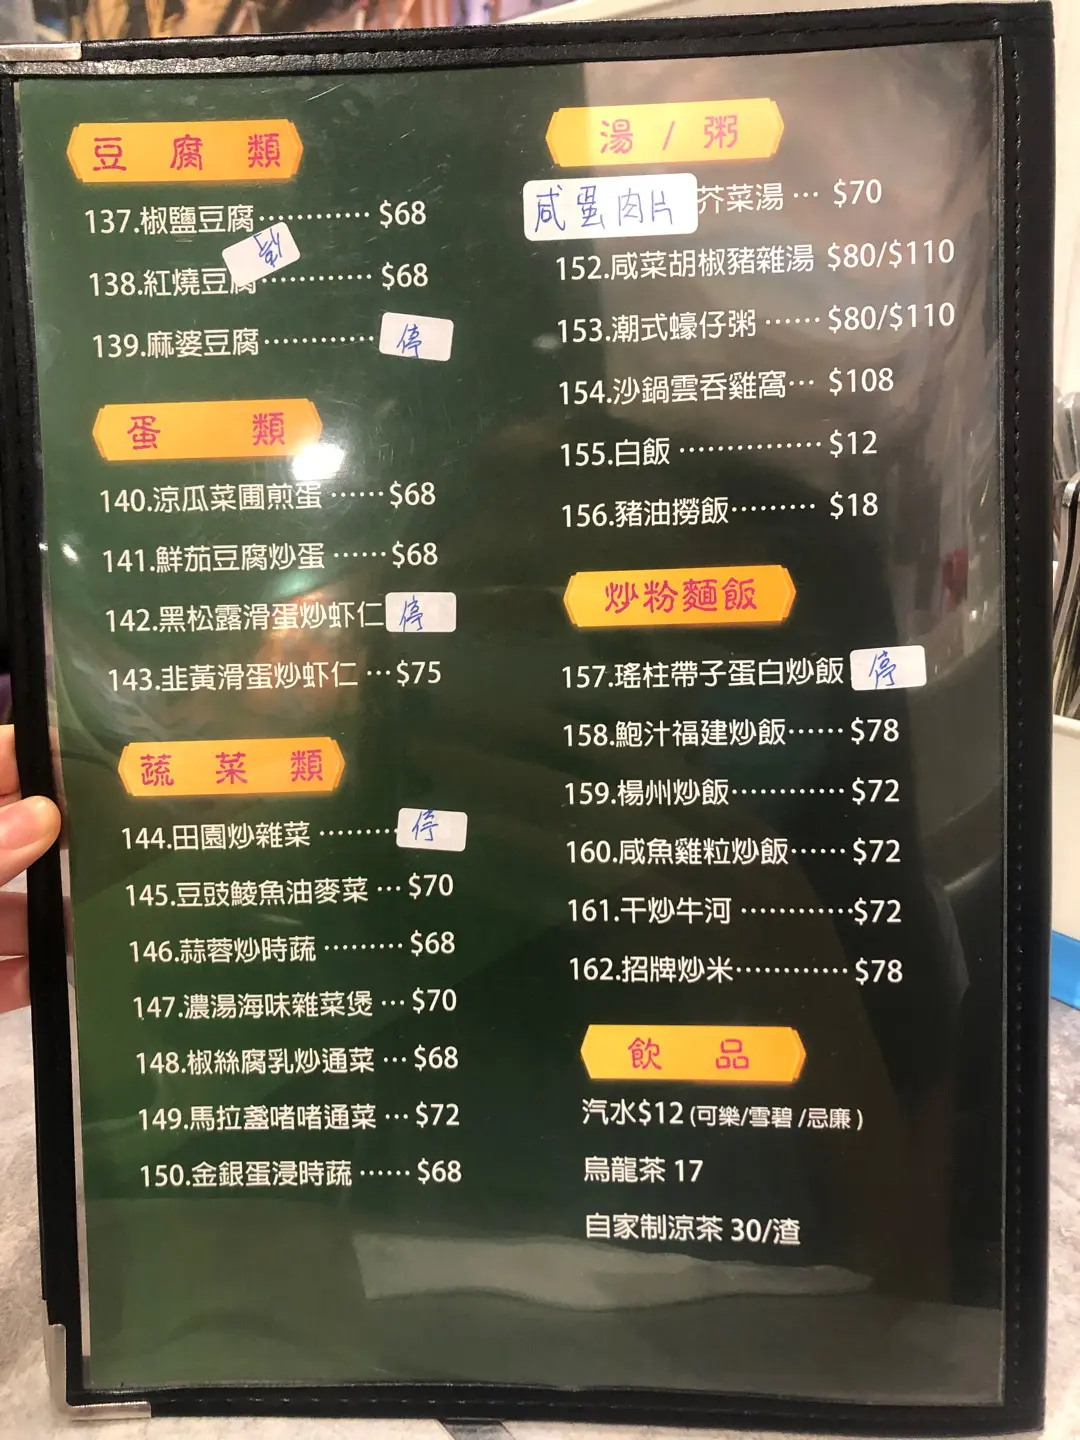 豆腐類
137.椒鹽豆腐………… $68
138.紅燒豆腐………… $68
139.麻婆豆腐………… 停
蛋類
140.涼瓜菜圃煎蛋……$68
141.鮮茄豆腐炒蛋……$68
142.黑松露滑蛋炒虾仁 停
143.韭黃滑蛋炒虾仁…$75
蔬菜類
144.田園炒雜菜……… 停
145.豆豉鯪魚油麥菜…$70
146.蒜蓉炒時蔬………$68
147.濃湯海味雜菜煲…$70
148.椒絲腐乳炒通菜…$68
149.馬拉盞啫啫通菜…$72
150.金銀蛋浸時蔬……$68
湯/粥
咸蛋肉片芥菜湯…$70
152.咸菜胡椒豬雜湯 $80/$110
153.潮式蠔仔粥……$80/$110
154.沙鍋雲吞雞窩…$108
155.白飯……………$12
156.豬油撈飯………$18
炒粉麵飯
157.瑤柱帶子蛋白炒飯 停
158.鮑汁福建炒飯……$78
159.楊州炒飯…………$72
160.咸魚雞粒炒飯……$72
161.干炒牛河…………$72
162.招牌炒米…………$78
飲品
汽水$12 (可樂/雪碧 /忌廉 )
烏龍茶 17
自家制涼茶 30/渣